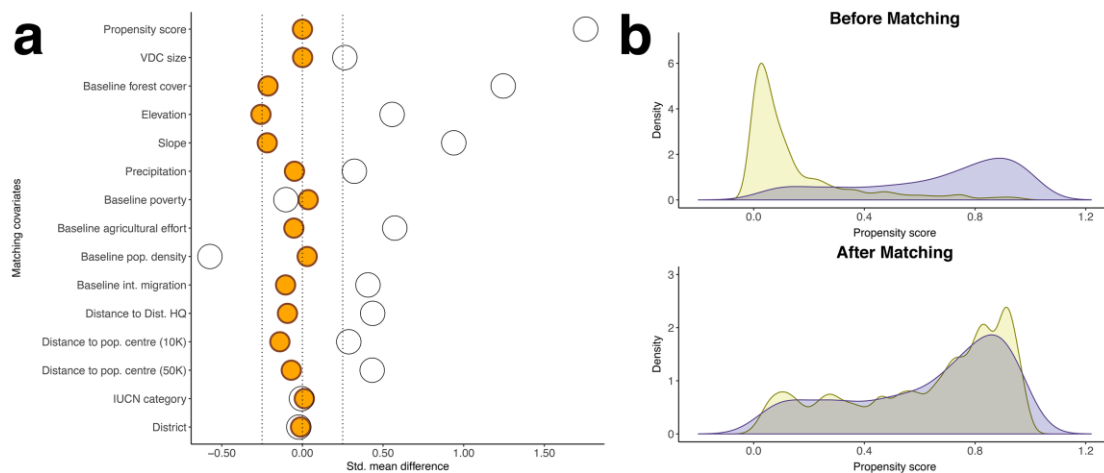 a
Matching covariates
Propensity score
VDC size
Baseline forest cover
Elevation
Slope
Precipitation
Baseline poverty
Baseline agricultural effort
Baseline pop. density
Baseline int. migration
Distance to Dist. HQ
Distance to pop. centre (10K)
Distance to pop. centre (50K)
IUCN category
District
−0.50 0.00 0.50 1.00 1.50
Std. mean difference
b
Before Matching
Density
6
4
2
0
0.0 0.4 0.8 1.2
Propensity score
After Matching
Density
3
2
1
0
0.0 0.4 0.8 1.2
Propensity score